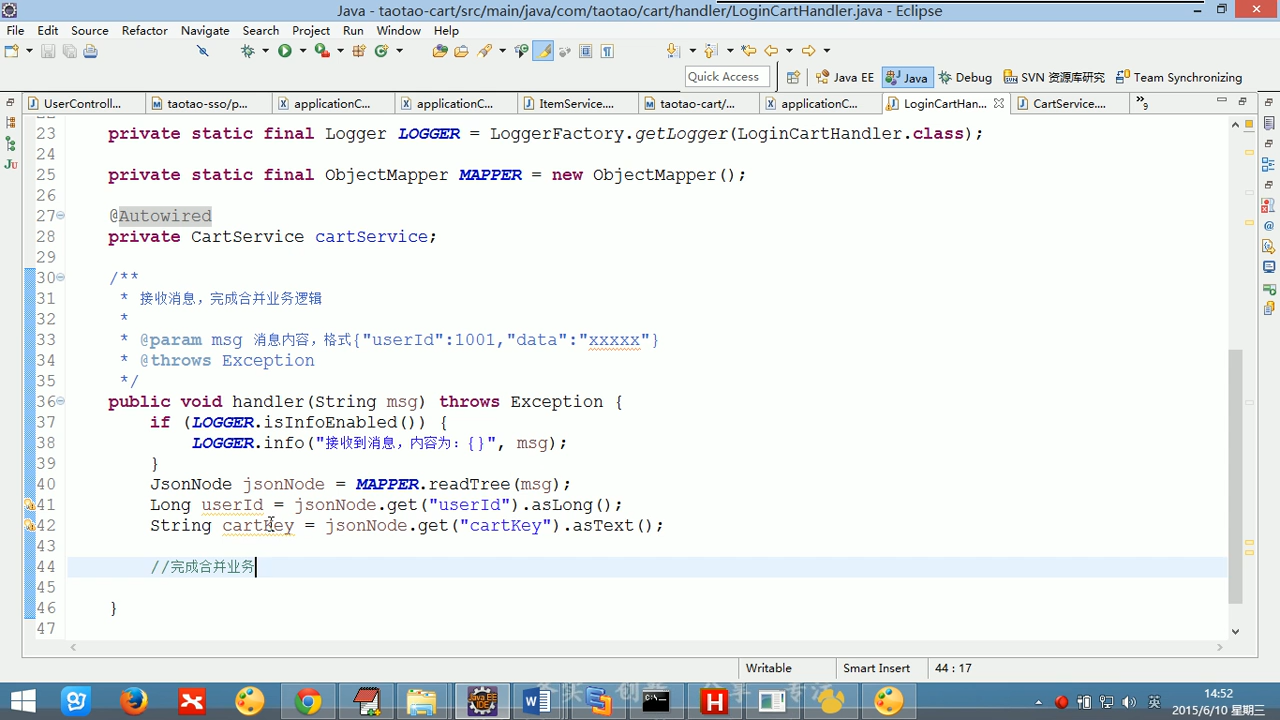 Java - taotao-cart/src/main/java/com/taotao/cart/handler/LoginCartHandler.java - Eclipse
File Edit Source Refactor Navigate Search Project Run Window Help
Quick Access Java EE Java Debug SVN 资源库研究 Team Synchronizing
UserControll... taotao-sso/p... applicationC... applicationC... ItemService.... taotao-cart/... applicationC... LoginCartHan... CartService.... »9
23 private static final Logger LOGGER = LoggerFactory.getLogger(LoginCartHandler.class);
24
25 private static final ObjectMapper MAPPER = new ObjectMapper();
26
27 @Autowired
28 private CartService cartService;
29
30 /**
31 * 接收消息，完成合并业务逻辑
32 *
33 * @param msg 消息内容，格式{"userId":1001,"data":"xxxxx"}
34 * @throws Exception
35 */
36 public void handler(String msg) throws Exception {
37 if (LOGGER.isInfoEnabled()) {
38 LOGGER.info("接收到消息，内容为：{}", msg);
39 }
40 JsonNode jsonNode = MAPPER.readTree(msg);
41 Long userId = jsonNode.get("userId").asLong();
42 String cartKey = jsonNode.get("cartKey").asText();
43
44 //完成合并业务
45
46 }
47
Writable Smart Insert 44 : 17
英 14:52
2015/6/10 星期三